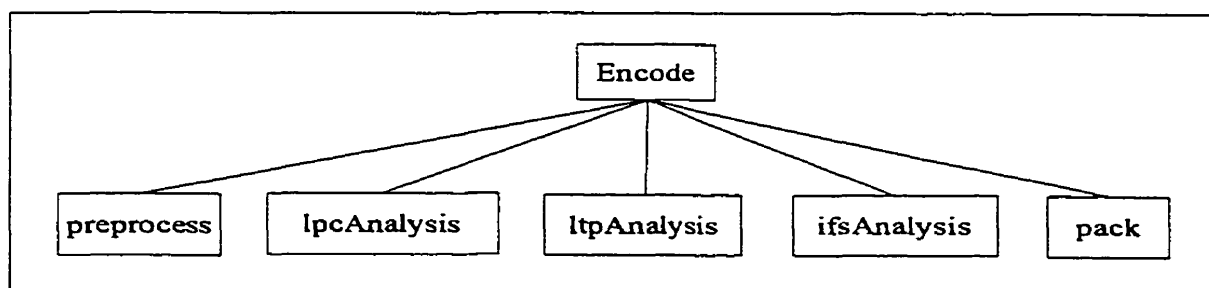 Encode
preprocess
lpcAnalysis
ltpAnalysis
ifsAnalysis
pack